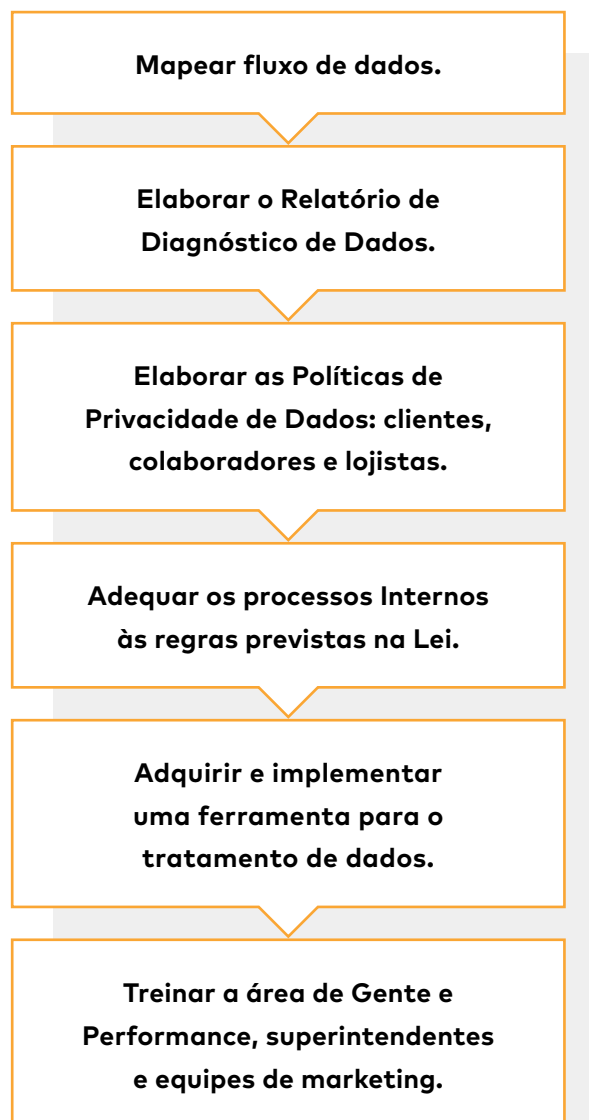 Mapear fluxo de dados.
Elaborar o Relatório de
Diagnóstico de Dados.
Elaborar as Políticas de
Privacidade de Dados: clientes,
colaboradores e lojistas.
Adequar os processos Internos
às regras previstas na Lei.
Adquirir e implementar
uma ferramenta para o
tratamento de dados.
Treinar a área de Gente e
Performance, superintendentes
e equipes de marketing.